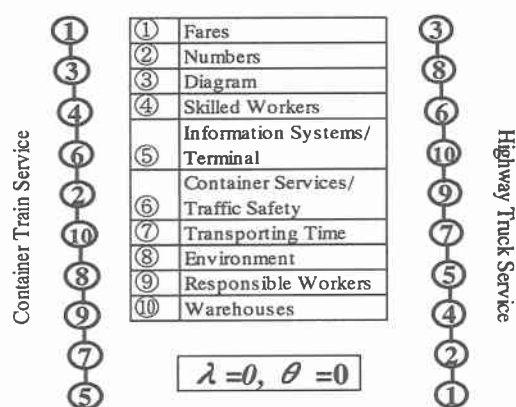 Container Train Service
①
③
④
⑥
②
⑩
⑧
⑨
⑦
⑤
① Fares
② Numbers
③ Diagram
④ Skilled Workers
Information Systems/
⑤ Terminal
Container Services/
⑥ Traffic Safety
⑦ Transporting Time
⑧ Environment
⑨ Responsible Workers
⑩ Warehouses
λ =0, θ =0
③
⑧
⑥
⑩
⑨
⑦
⑤
④
②
①
Highway Truck Service